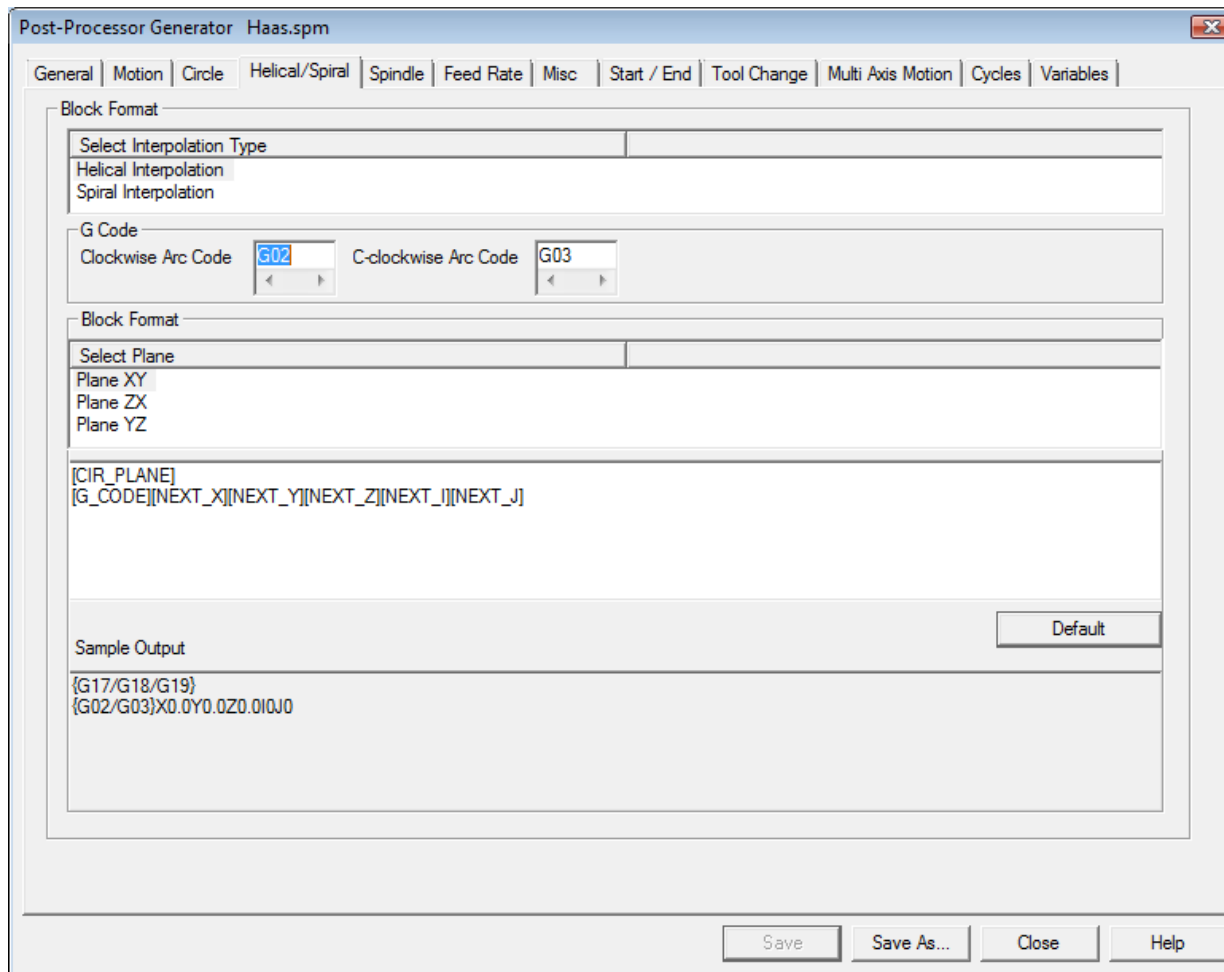 Post-Processor Generator Haas.spm
General Motion Circle Helical/Spiral Spindle Feed Rate Misc Start / End Tool Change Multi Axis Motion Cycles Variables
Block Format
Select Interpolation Type
Helical Interpolation
Spiral Interpolation
G Code
Clockwise Arc Code G02 C-clockwise Arc Code G03
Block Format
Select Plane
Plane XY
Plane ZX
Plane YZ
[CIR_PLANE]
[G_CODE][NEXT_X][NEXT_Y][NEXT_Z][NEXT_I][NEXT_J]
Default
Sample Output
{G17/G18/G19}
{G02/G03}X0.0Y0.0Z0.0I0J0
Save Save As... Close Help